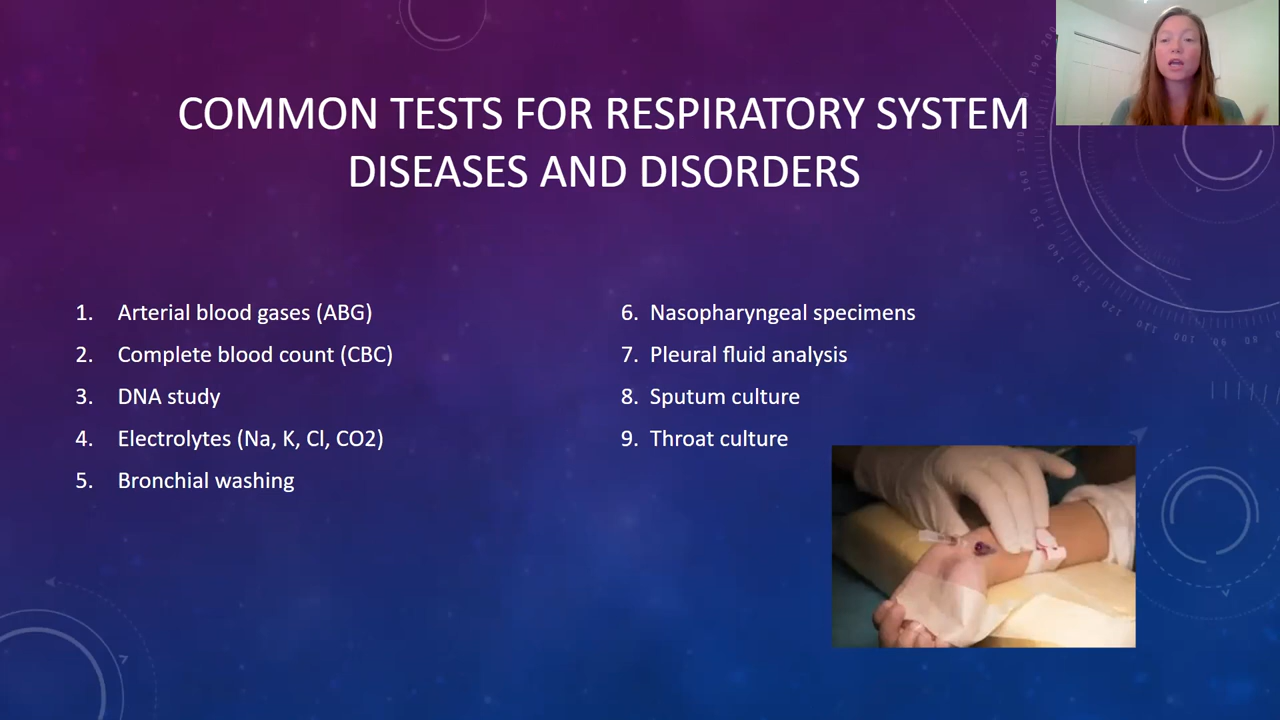 COMMON TESTS FOR RESPIRATORY SYSTEM
DISEASES AND DISORDERS
1. Arterial blood gases (ABG)
2. Complete blood count (CBC)
3. DNA study
4. Electrolytes (Na, K, Cl, CO2)
5. Bronchial washing
6. Nasopharyngeal specimens
7. Pleural fluid analysis
8. Sputum culture
9. Throat culture